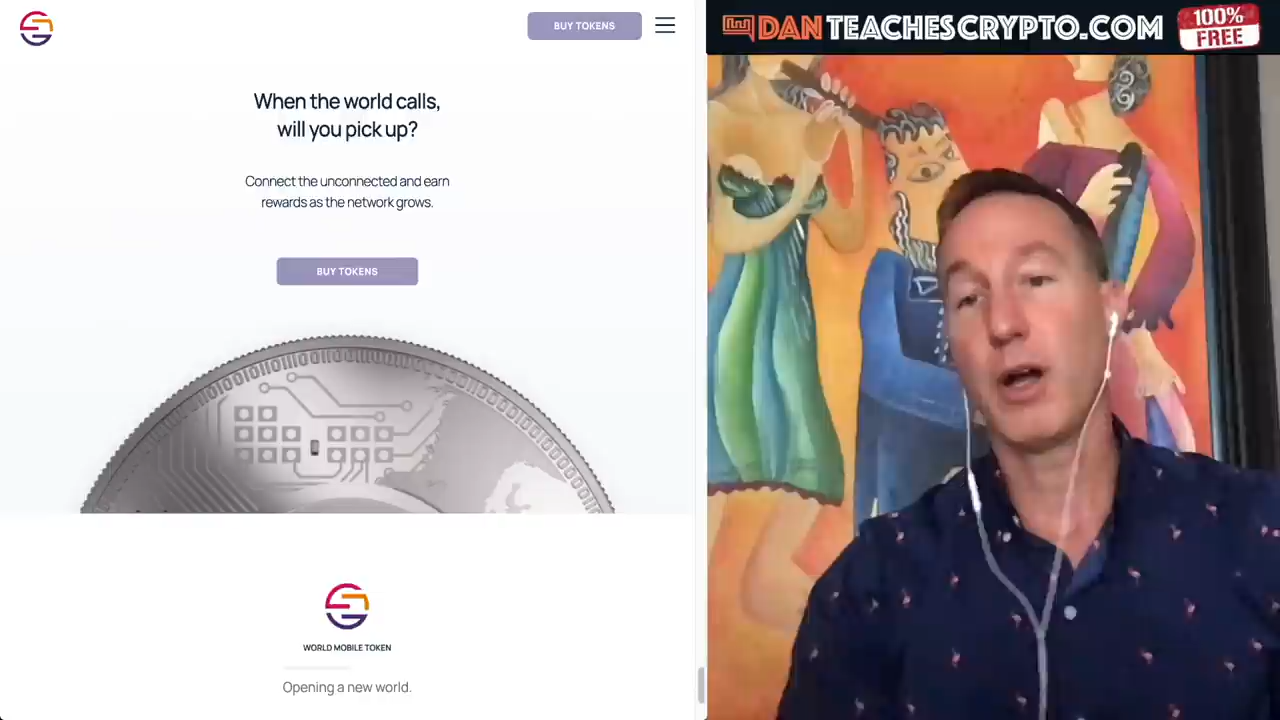 BUY TOKENS
When the world calls,
will you pick up?
Connect the unconnected and earn
rewards as the network grows.
BUY TOKENS
WORLD MOBILE TOKEN
Opening a new world.
DANTEACHESCRYPTO.COM
100%
FREE